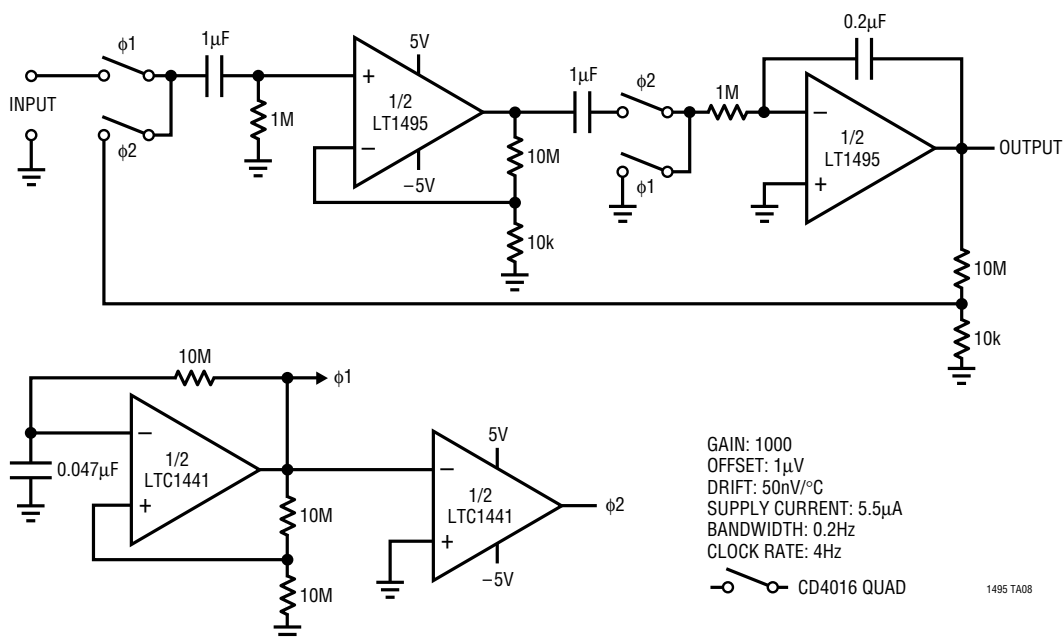 INPUT
ϕ1
ϕ2
1µF
1M
5V
+
1/2
LT1495
−
−5V
10M
10k
1µF
ϕ2
ϕ1
1M
0.2µF
−
1/2
LT1495
+
OUTPUT
10M
10k
10M
ϕ1
−
1/2
LTC1441
+
0.047µF
10M
10M
5V
−
1/2
LTC1441
+
−5V
ϕ2
GAIN: 1000
OFFSET: 1µV
DRIFT: 50nV/°C
SUPPLY CURRENT: 5.5µA
BANDWIDTH: 0.2Hz
CLOCK RATE: 4Hz
CD4016 QUAD
1495 TA08